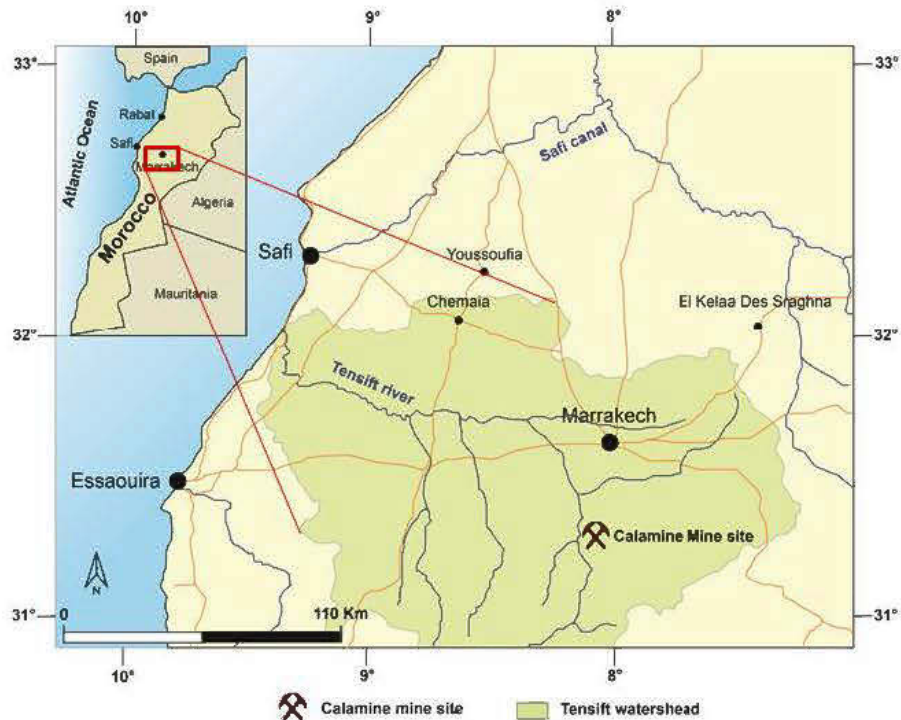 10°
9°
8°
33°
33°
Spain
Rabat
Safi
Marrakech
Atlantic Ocean
Morocco
Algeria
Mauritania
Safi canal
Safi
Youssoufia
Chemaia
El Kelaa Des Sraghna
32°
32°
Tensift river
Marrakech
Essaouira
Calamine Mine site
N
31°
31°
0
110 Km
10°
9°
8°
Calamine mine site
Tensift watershead